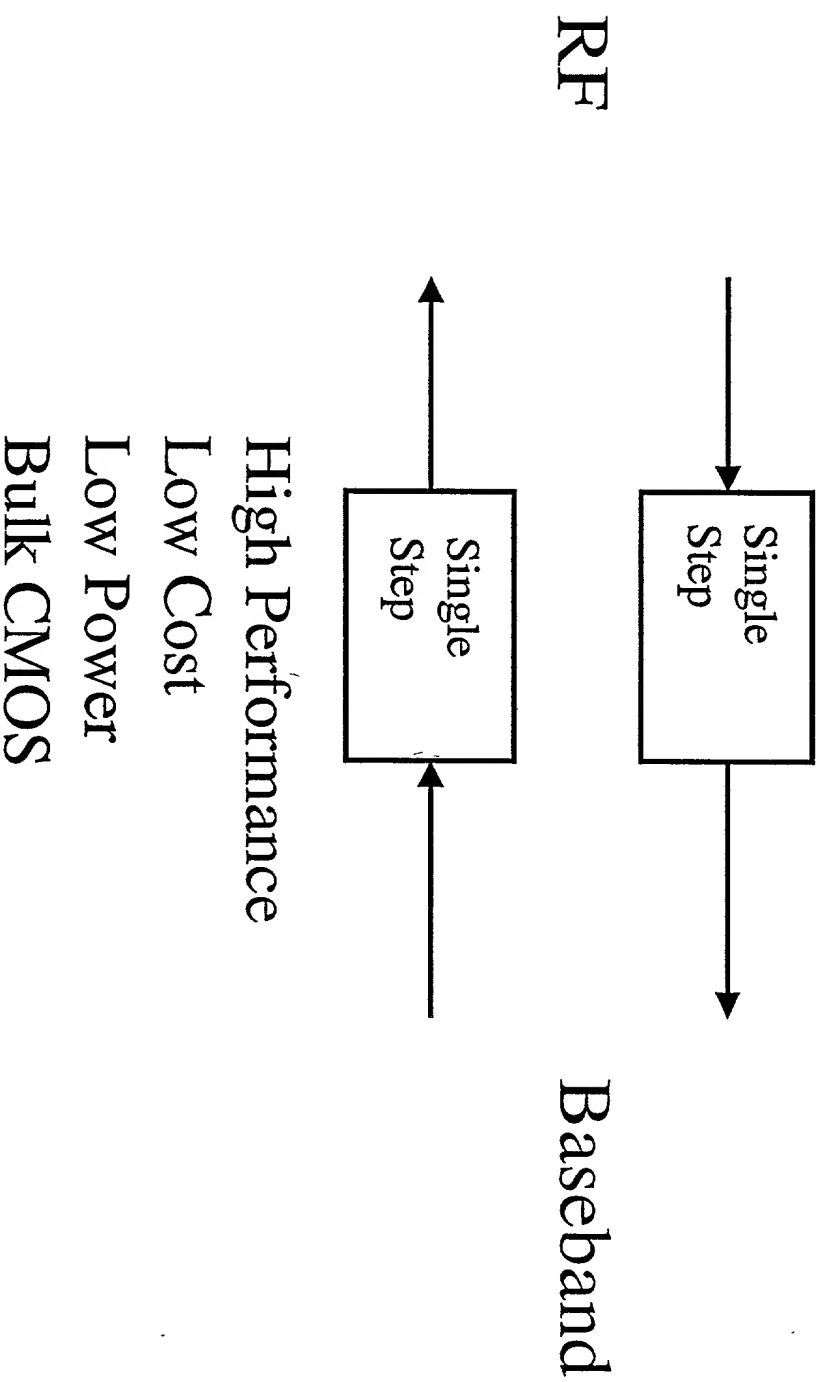 Single
Step
RF
Baseband
Single
Step
High Performance
Low Cost
Low Power
Bulk CMOS